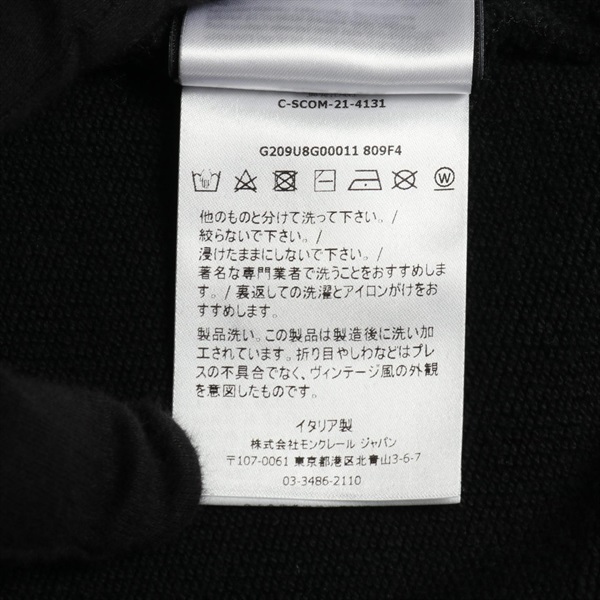 C-SCOM-21-4131
G209U8G00011 809F4
W
他のものと分けて洗って下さい。/
絞らないで下さい。/
浸けたままにしないで下さい。/
著名な専門業者で洗うことをおすすめしま
す。/ 裏返しての洗濯とアイロンがけをお
すすめします。
製品洗い。この製品は製造後に洗い加
工されています。折り目やしわなどはプレ
スの不具合でなく、ヴィンテージ風の外観
を意図したものです。
イタリア製
株式会社モンクレール ジャパン
〒107-0061 東京都港区北青山3-6-7
03-3486-2110